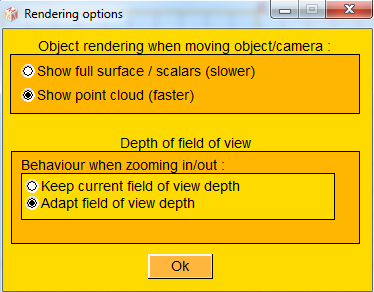 Rendering options
Object rendering when moving object/camera :
Show full surface / scalars (slower)
Show point cloud (faster)
Depth of field of view
Behaviour when zooming in/out :
Keep current field of view depth
Adapt field of view depth
Ok